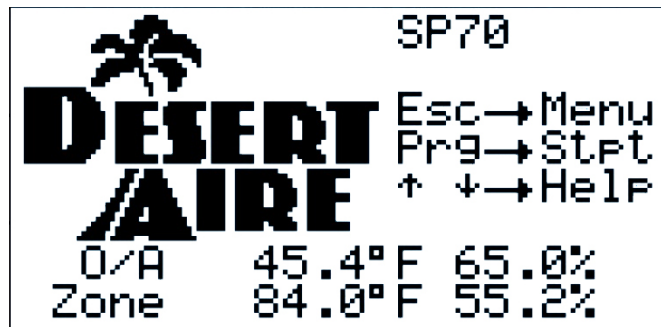 SP70
DESERT
AIRE
Esc→Menu
Prg→Stpt
↑ ↓→Help
O/A 45.4°F 65.0%
Zone 84.0°F 55.2%